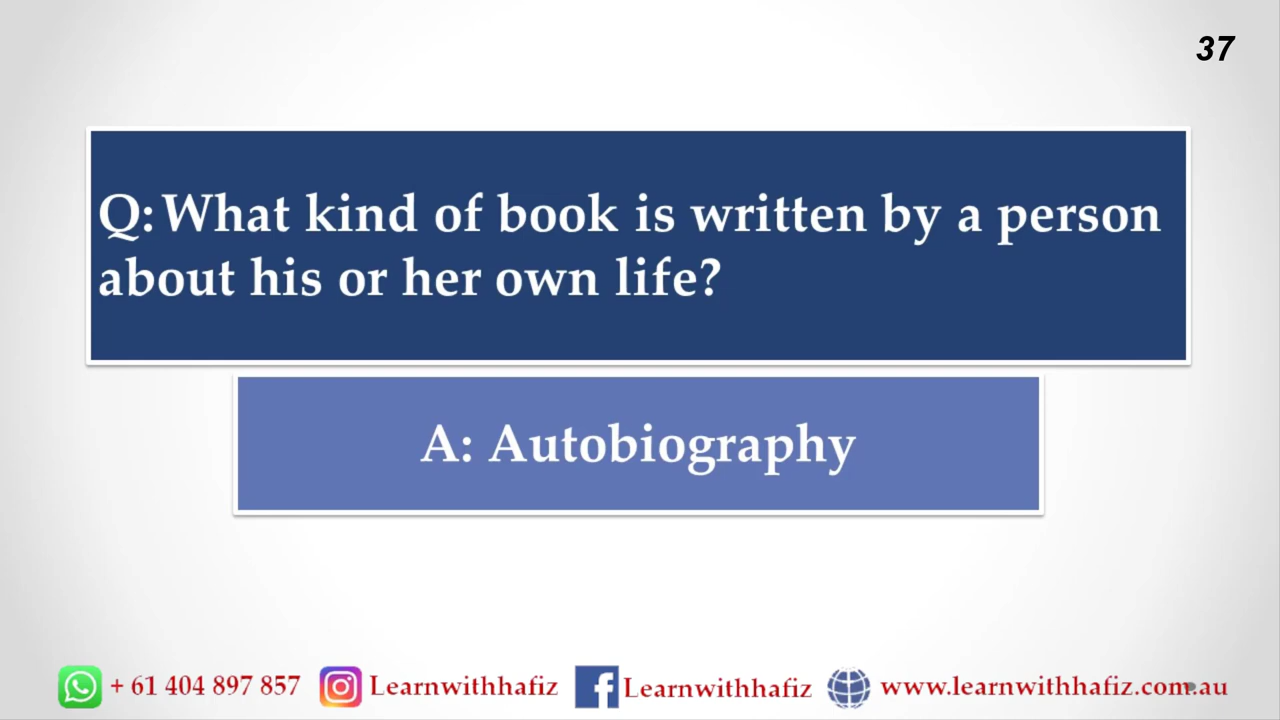 37
Q: What kind of book is written by a person
about his or her own life?
A: Autobiography
+ 61 404 897 857 Learnwithhafiz Learnwithhafiz www.learnwithhafiz.com.au